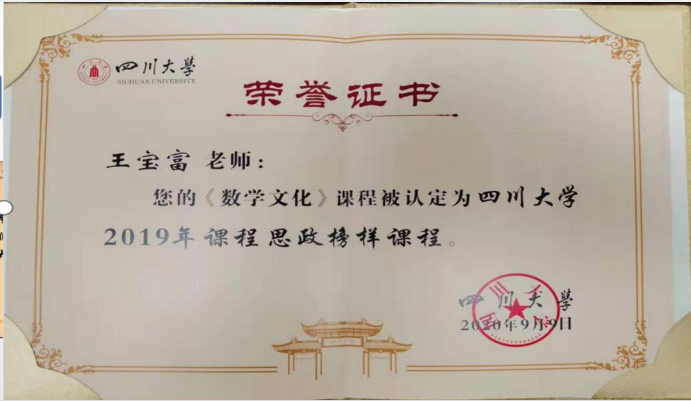 四川大學
SICHUAN UNIVERSITY
荣誉证书
王宝富 老师：
您的《数学文化》课程被认定为四川大学
2019年课程思政榜样课程。
四川大學
2020年9月9日